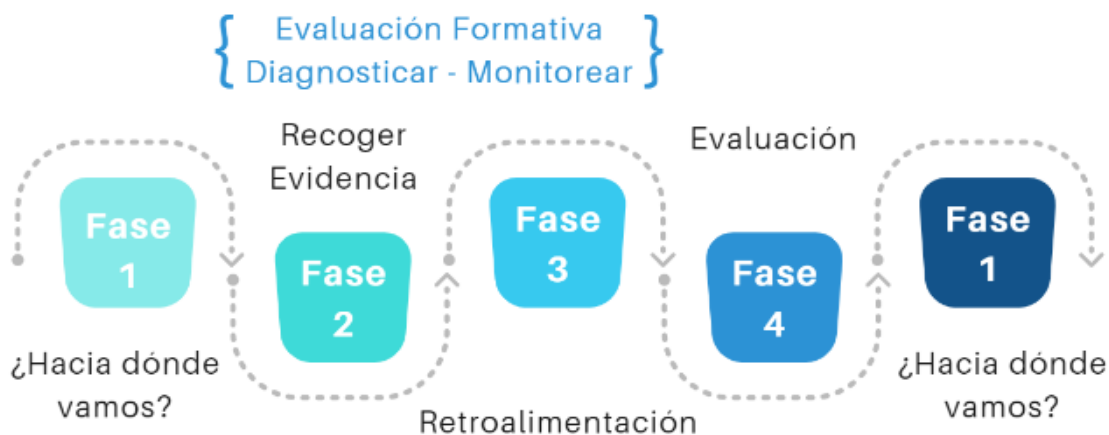 Evaluación Formativa
Diagnosticar - Monitorear
Recoger
Evidencia
Evaluación
Fase
1
Fase
2
Fase
3
Fase
4
Fase
1
¿Hacia dónde
vamos?
Retroalimentación
¿Hacia dónde
vamos?